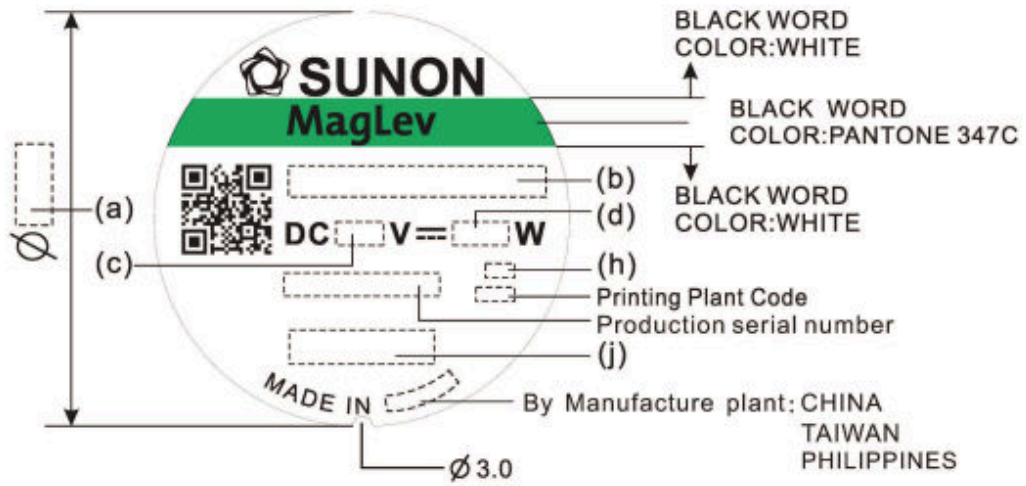 BLACK WORD
COLOR:WHITE
SUNON
MagLev
BLACK WORD
COLOR:PANTONE 347C
(b)
BLACK WORD
COLOR:WHITE
(a)
Ø
DC V W
(d)
(c)
(h)
Printing Plant Code
Production serial number
(j)
MADE IN
By Manufacture plant: CHINA
TAIWAN
PHILIPPINES
Ø3.0